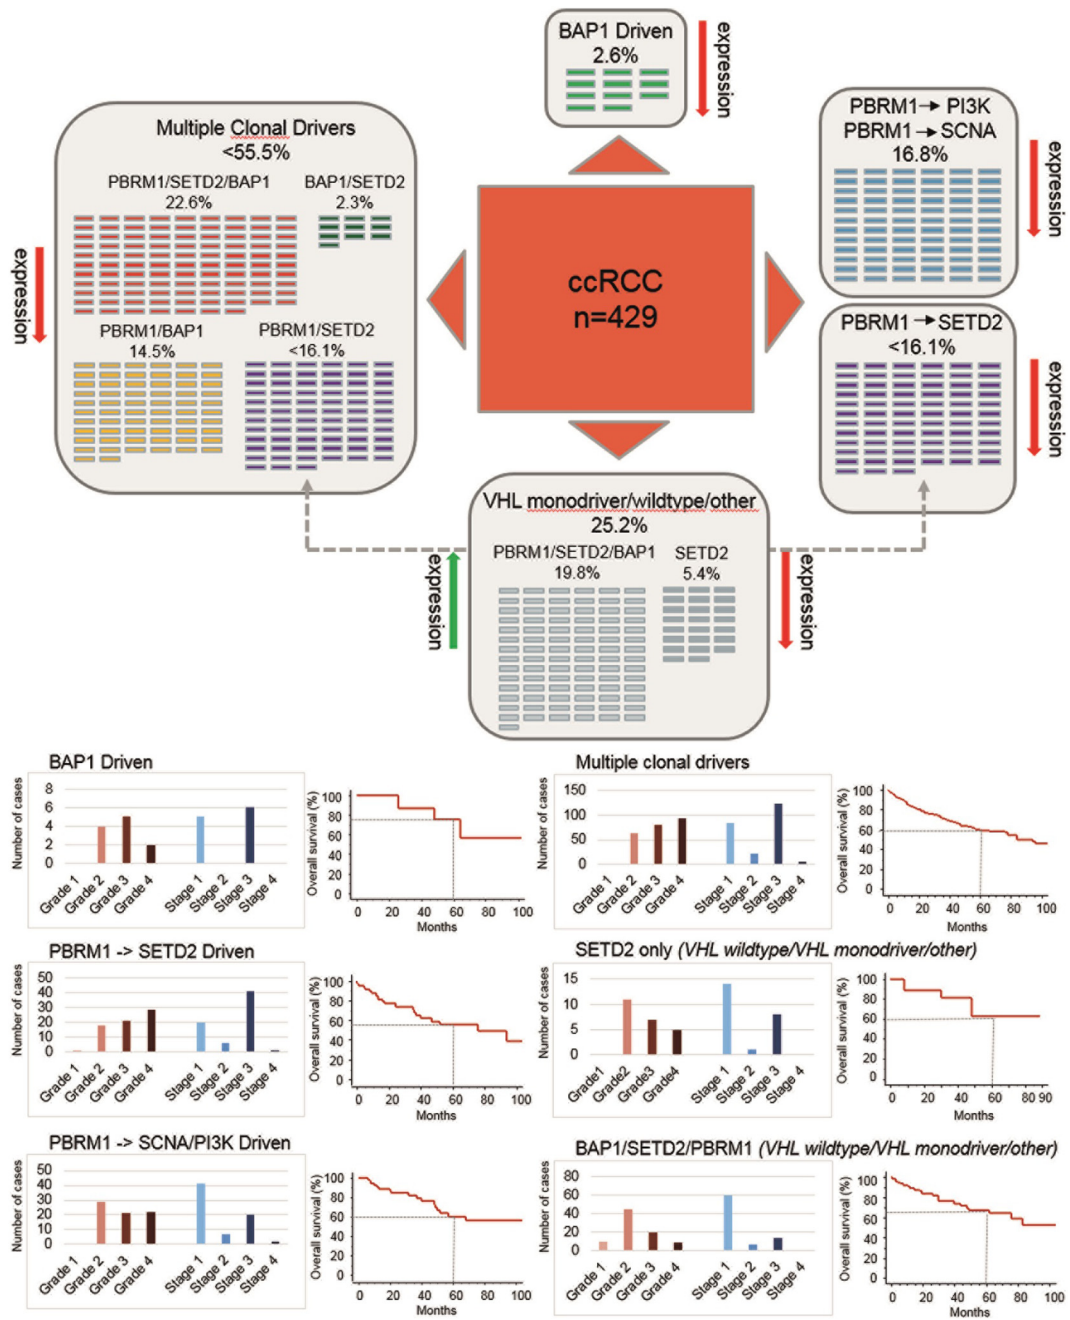 BAP1 Driven
2.6%
expression
Multiple Clonal Drivers
<55.5%
PBRM1/SETD2/BAP1
22.6%
BAP1/SETD2
2.3%
PBRM1/BAP1
14.5%
PBRM1/SETD2
<16.1%
expression
ccRCC
n=429
PBRM1→ PI3K
PBRM1→SCNA
16.8%
expression
PBRM1 → SETD2
<16.1%
expression
VHL monodriver/wildtype/other
25.2%
PBRM1/SETD2/BAP1
19.8%
SETD2
5.4%
expression
expression
BAP1 Driven
Number of cases
8
6
4
2
0
Grade 1
Grade 2
Grade 3
Grade 4
Stage 1
Stage 2
Stage 3
Stage 4
Overall survival (%)
100
80
60
40
20
0
0 20 40 60 80 100
Months
Multiple clonal drivers
Number of cases
150
100
50
0
Grade 1
Grade 2
Grade 3
Grade 4
Stage 1
Stage 2
Stage 3
Stage 4
Overall survival (%)
100
80
60
40
20
0
0 20 40 60 80 100
Months
PBRM1 -> SETD2 Driven
Number of cases
50
40
30
20
10
0
Grade 1
Grade 2
Grade 3
Grade 4
Stage 1
Stage 2
Stage 3
Stage 4
Overall survival (%)
100
80
60
40
20
0
0 20 40 60 80 100
Months
SETD2 only (VHL wildtype/VHL monodriver/other)
Number of cases
15
10
5
0
Grade1
Grade2
Grade3
Grade4
Stage 1
Stage 2
Stage 3
Stage 4
Overall survival (%)
100
80
60
40
20
0
0 20 40 60 80 90
Months
PBRM1 -> SCNA/PI3K Driven
Number of cases
50
40
30
20
10
0
Grade 1
Grade 2
Grade 3
Grade 4
Stage 1
Stage 2
Stage 3
Stage 4
Overall survival (%)
100
80
60
40
20
0
0 20 40 60 80 100
Months
BAP1/SETD2/PBRM1 (VHL wildtype/VHL monodriver/other)
Number of cases
80
60
40
20
0
Grade 1
Grade 2
Grade 3
Grade 4
Stage 1
Stage 2
Stage 3
Stage 4
Overall survival (%)
100
80
60
40
20
0
0 20 40 60 80 100
Months